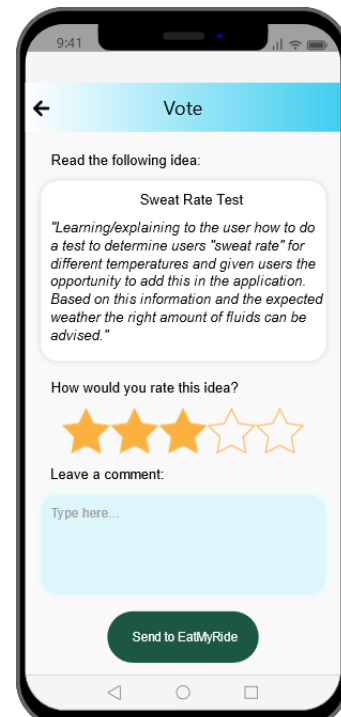 9:41
Vote
Read the following idea:
Sweat Rate Test
"Learning/explaining to the user how to do
a test to determine users "sweat rate" for
different temperatures and given users the
opportunity to add this in the application.
Based on this information and the expected
weather the right amount of fluids can be
advised."
How would you rate this idea?
Leave a comment:
Type here...
Send to EatMyRide